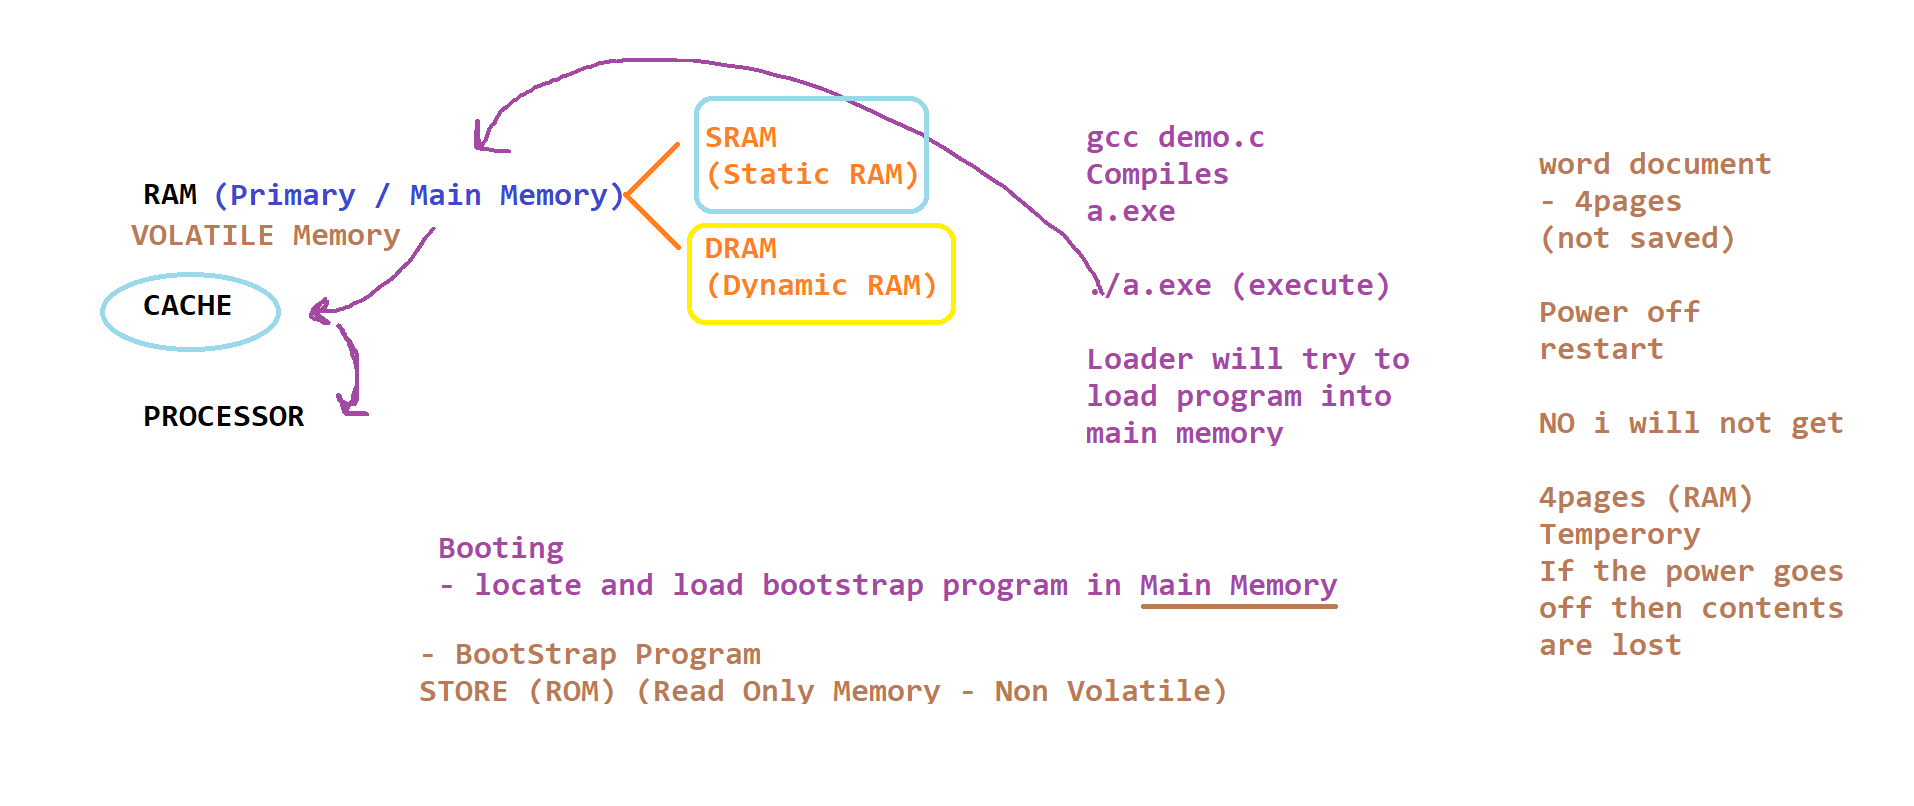 RAM (Primary / Main Memory)
VOLATILE Memory
CACHE
PROCESSOR
SRAM
(Static RAM)
DRAM
(Dynamic RAM)
gcc demo.c
Compiles
a.exe
./a.exe (execute)
Loader will try to
load program into
main memory
word document
- 4pages
(not saved)
Power off
restart
NO i will not get
4pages (RAM)
Temperory
If the power goes
off then contents
are lost
Booting
- locate and load bootstrap program in Main Memory
- BootStrap Program
STORE (ROM) (Read Only Memory - Non Volatile)